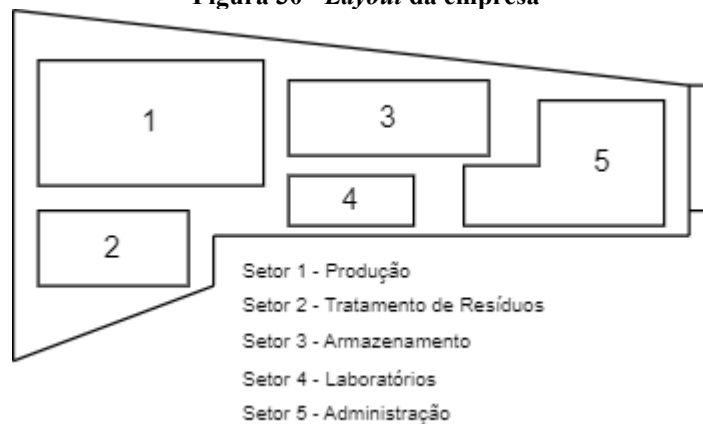 Figura 30 - Layout da empresa
1
3
5
4
2
Setor 1 - Produção
Setor 2 - Tratamento de Resíduos
Setor 3 - Armazenamento
Setor 4 - Laboratórios
Setor 5 - Administração